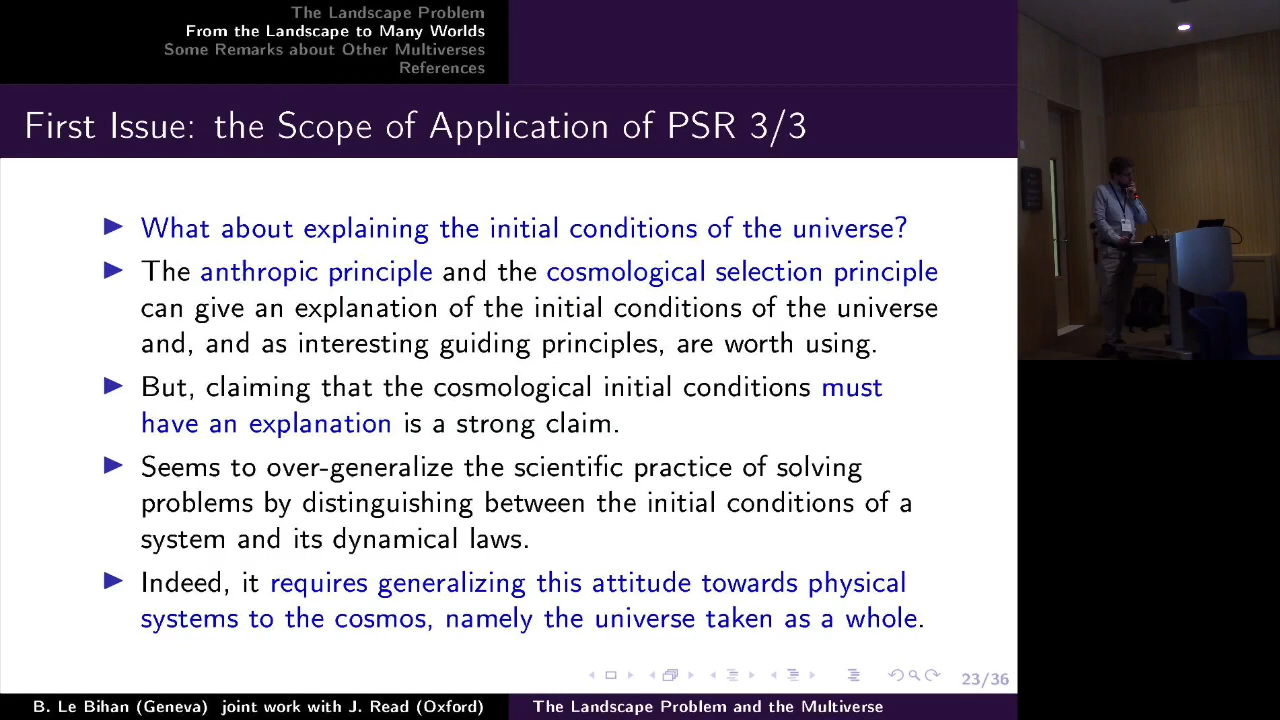 The Landscape Problem
From the Landscape to Many Worlds
Some Remarks about Other Multiverses
References
First Issue: the Scope of Application of PSR 3/3
What about explaining the initial conditions of the universe?
The anthropic principle and the cosmological selection principle
can give an explanation of the initial conditions of the universe
and, and as interesting guiding principles, are worth using.
But, claiming that the cosmological initial conditions must
have an explanation is a strong claim.
Seems to over-generalize the scientific practice of solving
problems by distinguishing between the initial conditions of a
system and its dynamical laws.
Indeed, it requires generalizing this attitude towards physical
systems to the cosmos, namely the universe taken as a whole.
23/36
B. Le Bihan (Geneva) joint work with J. Read (Oxford)
The Landscape Problem and the Multiverse